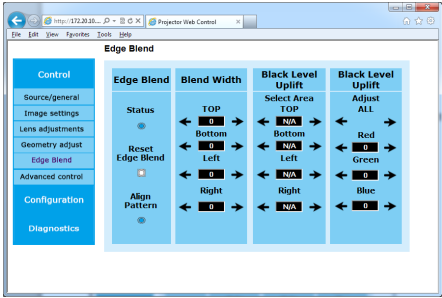 http://172.20.10....
Projector Web Control
File Edit View Favorites Tools Help
Edge Blend
Control
Source/general
Image settings
Lens adjustments
Geometry adjust
Edge Blend
Advanced control
Configuration
Diagnostics
Edge Blend
Status
Reset
Edge Blend
Align
Pattern
Blend Width
TOP
0
Bottom
0
Left
0
Right
0
Black Level
Uplift
Select Area
TOP
N/A
Bottom
N/A
Left
N/A
Right
N/A
Black Level
Uplift
Adjust
ALL
Red
0
Green
0
Blue
0